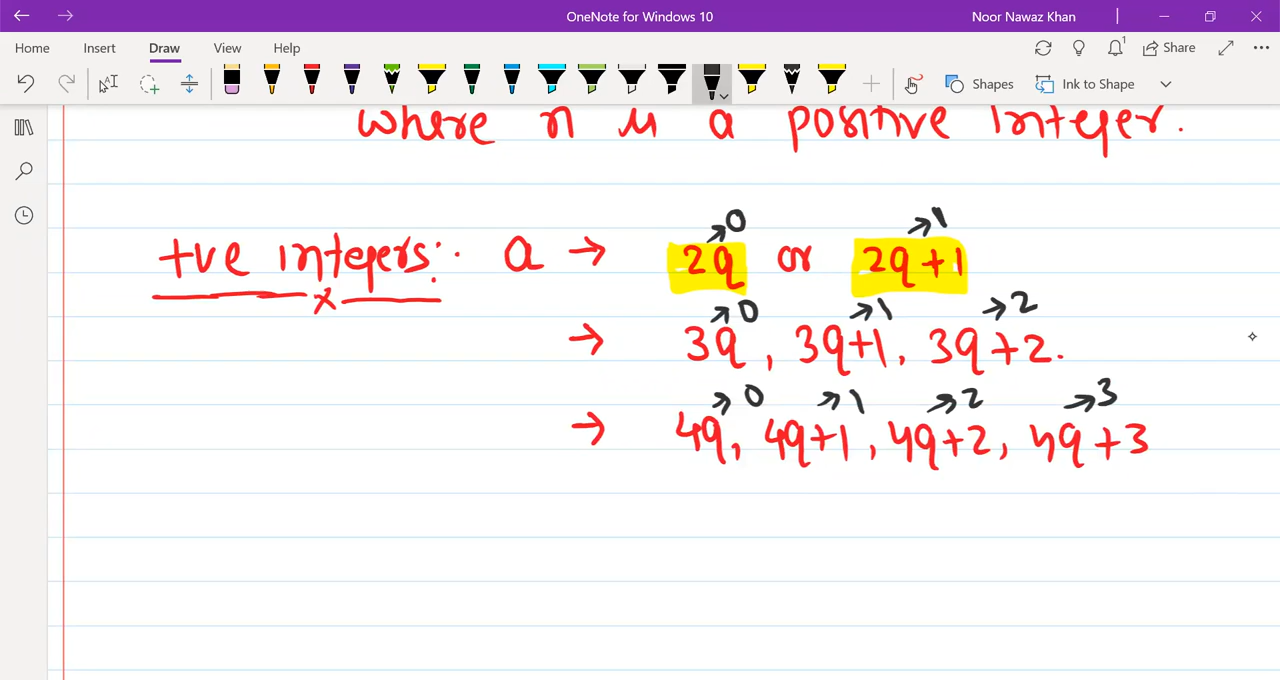 OneNote for Windows 10
Noor Nawaz Khan
Home Insert Draw View Help
1
Share
Shapes
Ink to Shape
where n is a positive integer.
→0 →1
+ve integers: a → 2q or 2q+1
→0 →1 →2
→ 3q, 3q+1, 3q+2.
→0 →1 →2 →3
→ 4q, 4q+1, 4q+2, 4q+3